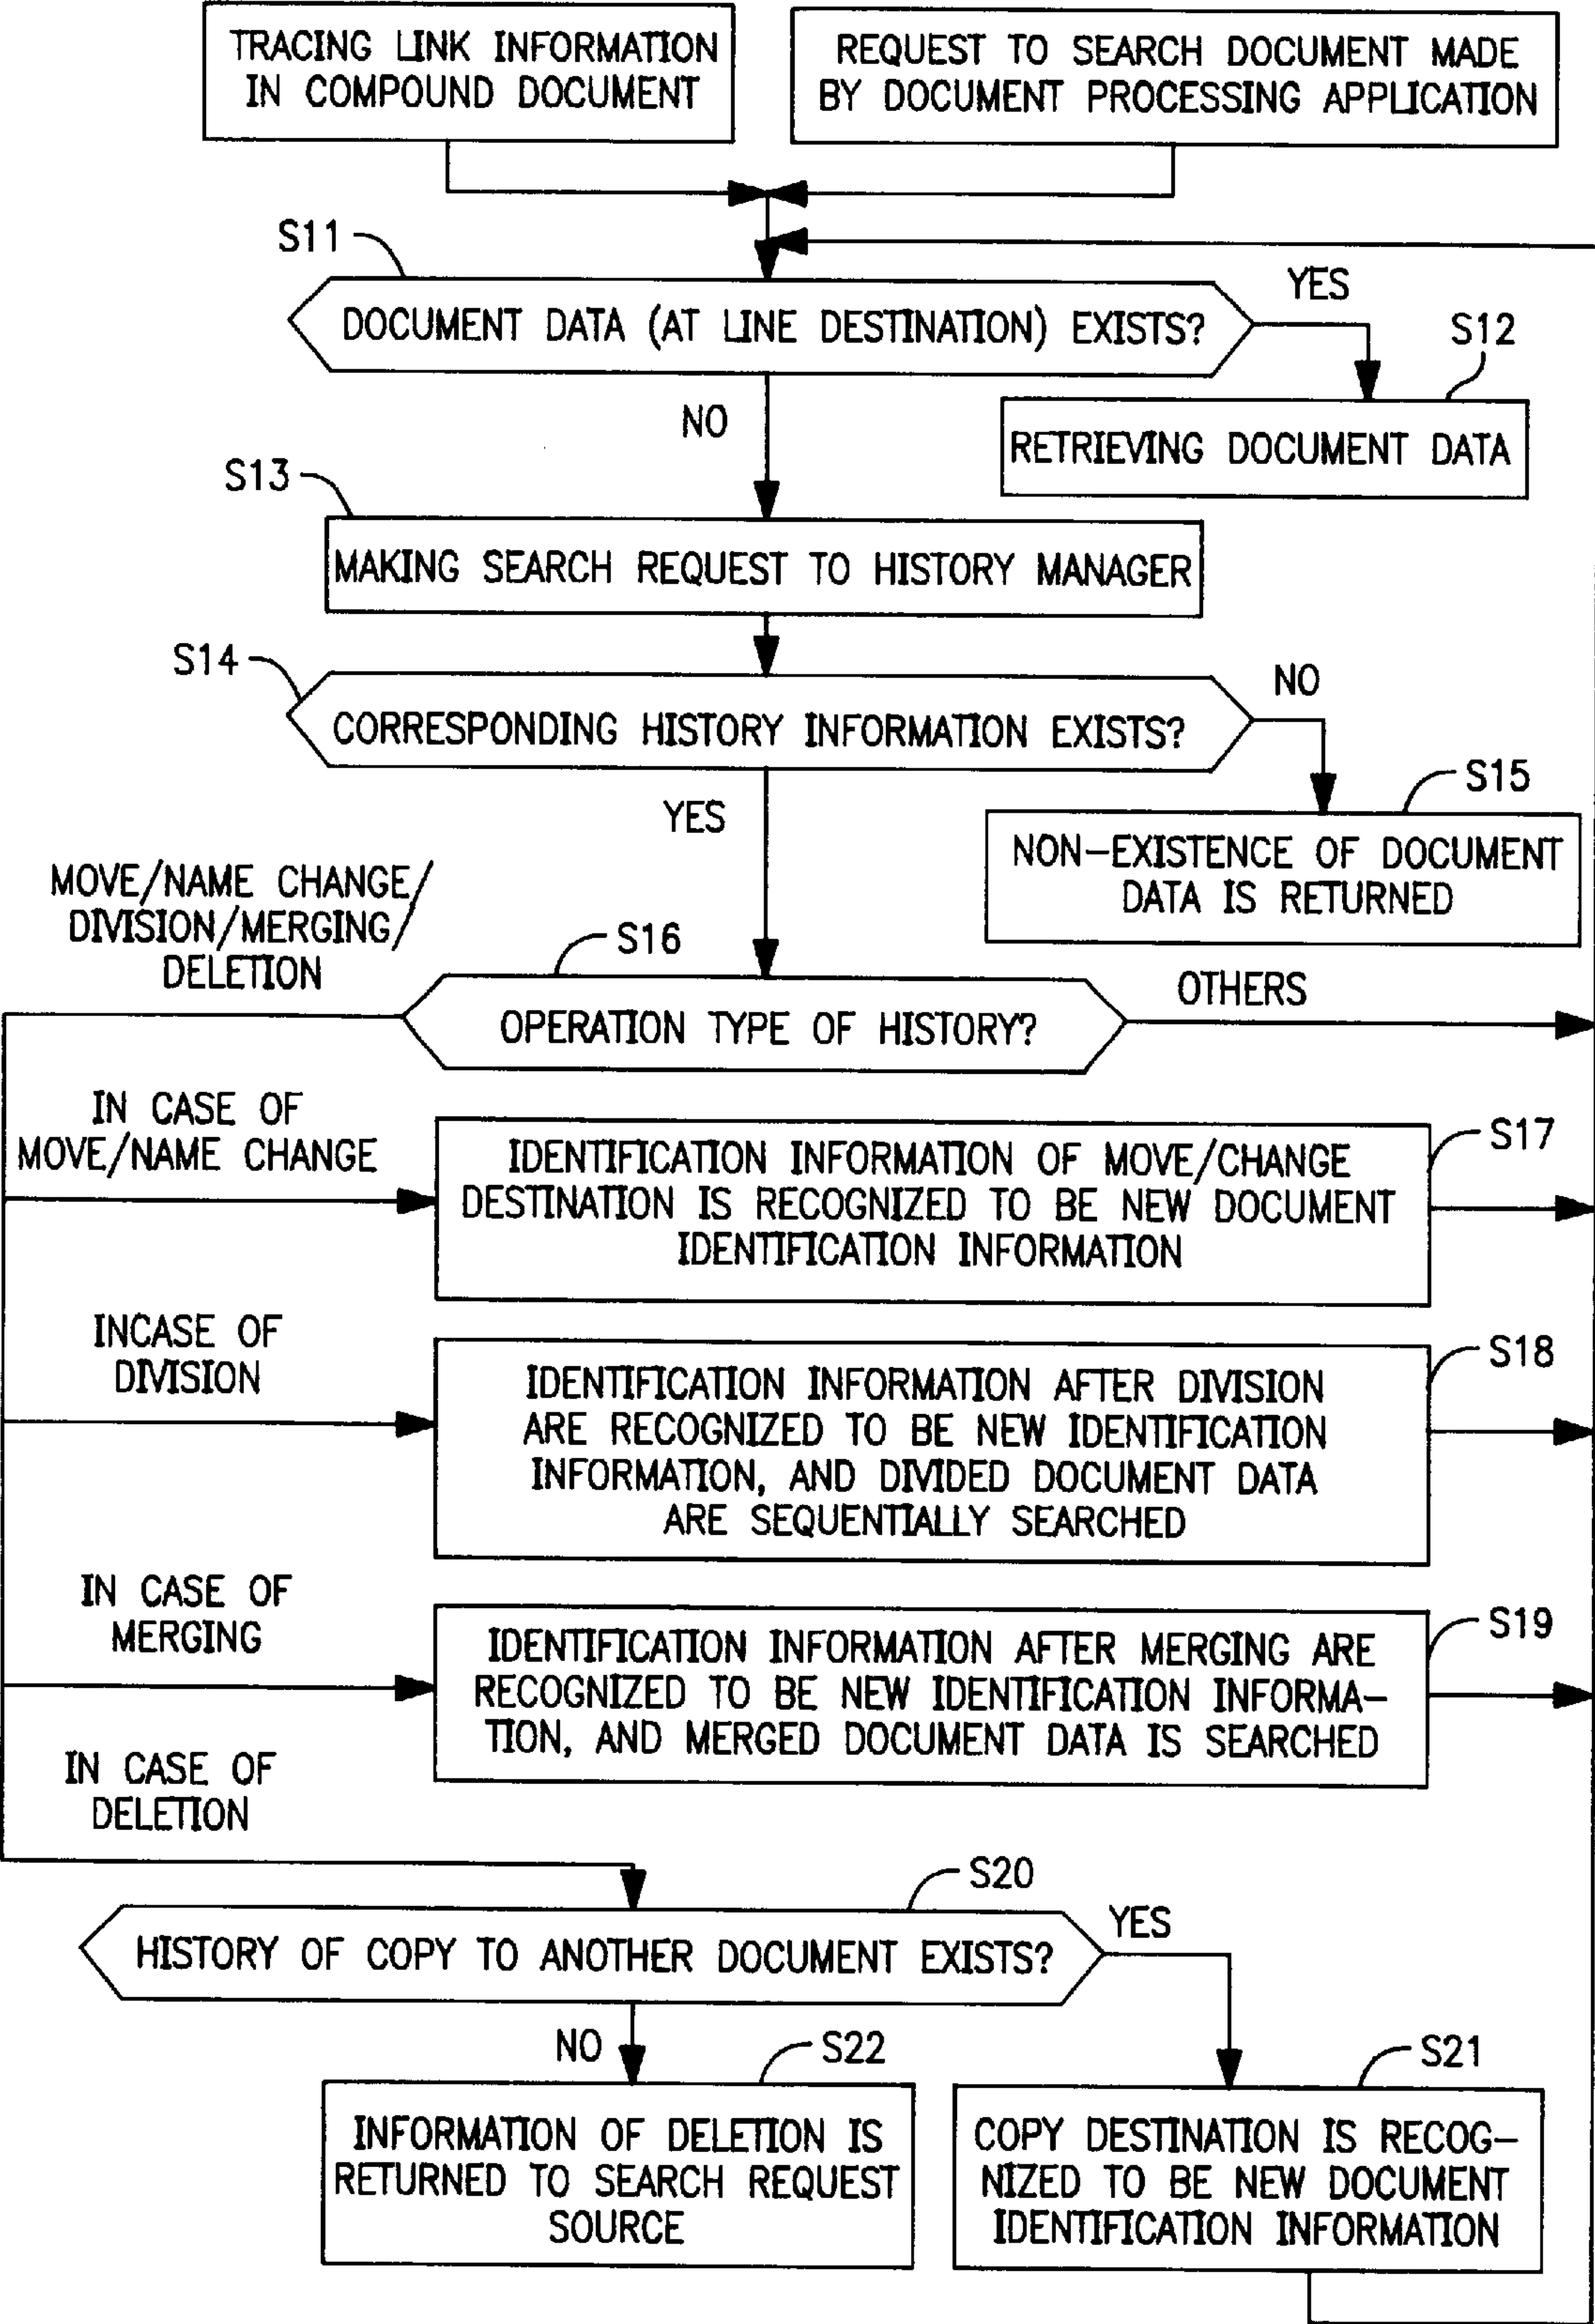 TRACING LINK INFORMATION
IN COMPOUND DOCUMENT
REQUEST TO SEARCH DOCUMENT MADE
BY DOCUMENT PROCESSING APPLICATION
S11
DOCUMENT DATA (AT LINE DESTINATION) EXISTS?
YES
S12
RETRIEVING DOCUMENT DATA
NO
S13
MAKING SEARCH REQUEST TO HISTORY MANAGER
S14
CORRESPONDING HISTORY INFORMATION EXISTS?
NO
S15
NON-EXISTENCE OF DOCUMENT
DATA IS RETURNED
YES
MOVE/NAME CHANGE/
DIVISION/MERGING/
DELETION
S16
OPERATION TYPE OF HISTORY?
OTHERS
IN CASE OF
MOVE/NAME CHANGE
IDENTIFICATION INFORMATION OF MOVE/CHANGE
DESTINATION IS RECOGNIZED TO BE NEW DOCUMENT
IDENTIFICATION INFORMATION
S17
INCASE OF
DIVISION
IDENTIFICATION INFORMATION AFTER DIVISION
ARE RECOGNIZED TO BE NEW IDENTIFICATION
INFORMATION, AND DIVIDED DOCUMENT DATA
ARE SEQUENTIALLY SEARCHED
S18
IN CASE OF
MERGING
IDENTIFICATION INFORMATION AFTER MERGING ARE
RECOGNIZED TO BE NEW IDENTIFICATION INFORMA-
TION, AND MERGED DOCUMENT DATA IS SEARCHED
S19
IN CASE OF
DELETION
S20
HISTORY OF COPY TO ANOTHER DOCUMENT EXISTS?
YES
NO
S22
INFORMATION OF DELETION IS
RETURNED TO SEARCH REQUEST
SOURCE
S21
COPY DESTINATION IS RECOG-
NIZED TO BE NEW DOCUMENT
IDENTIFICATION INFORMATION